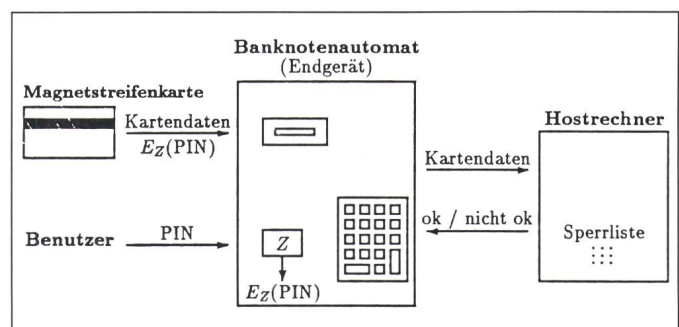 Banknotenautomat
(Endgerät)
Magnetstreifenkarte
Kartendaten
E_Z(PIN)
Hostrechner
Kartendaten
ok / nicht ok
Sperrliste
Benutzer
PIN
Z
E_Z(PIN)